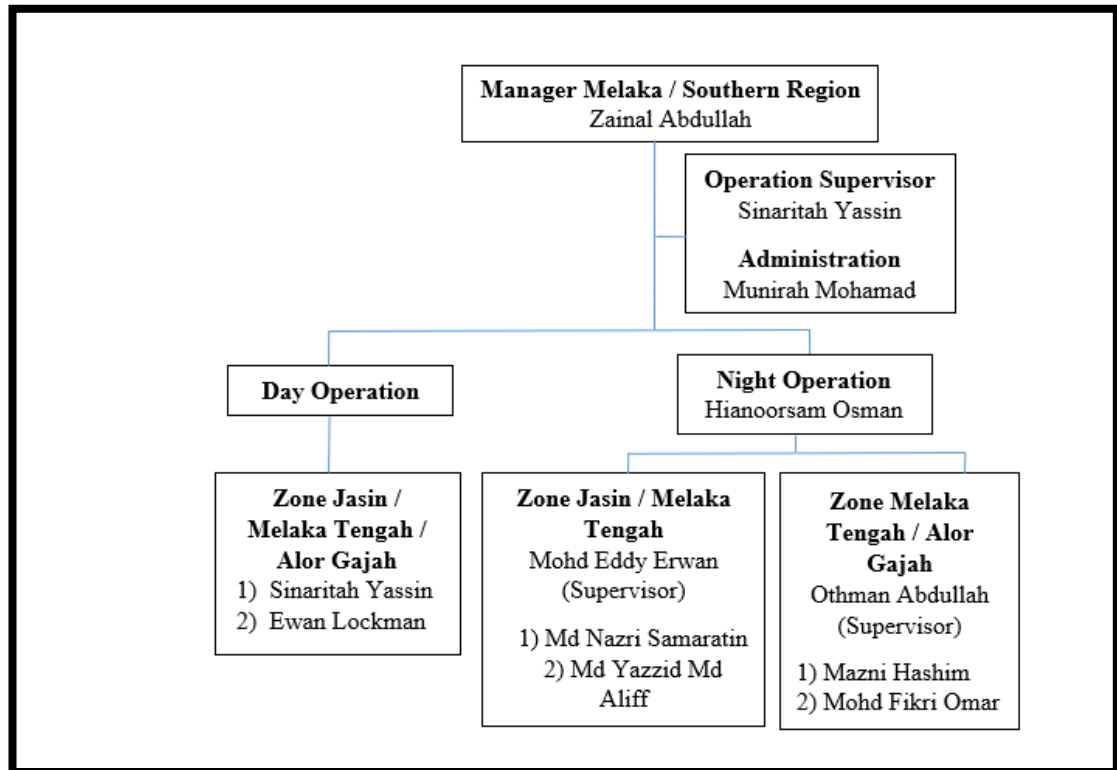 Manager Melaka / Southern Region
Zainal Abdullah
Operation Supervisor
Sinaritah Yassin
Administration
Munirah Mohamad
Day Operation
Night Operation
Hianoorsam Osman
Zone Jasin /
Melaka Tengah /
Alor Gajah
1) Sinaritah Yassin
2) Ewan Lockman
Zone Jasin / Melaka
Tengah
Mohd Eddy Erwan
(Supervisor)
1) Md Nazri Samaratin
2) Md Yazzid Md
Aliff
Zone Melaka
Tengah / Alor
Gajah
Othman Abdullah
(Supervisor)
1) Mazni Hashim
2) Mohd Fikri Omar